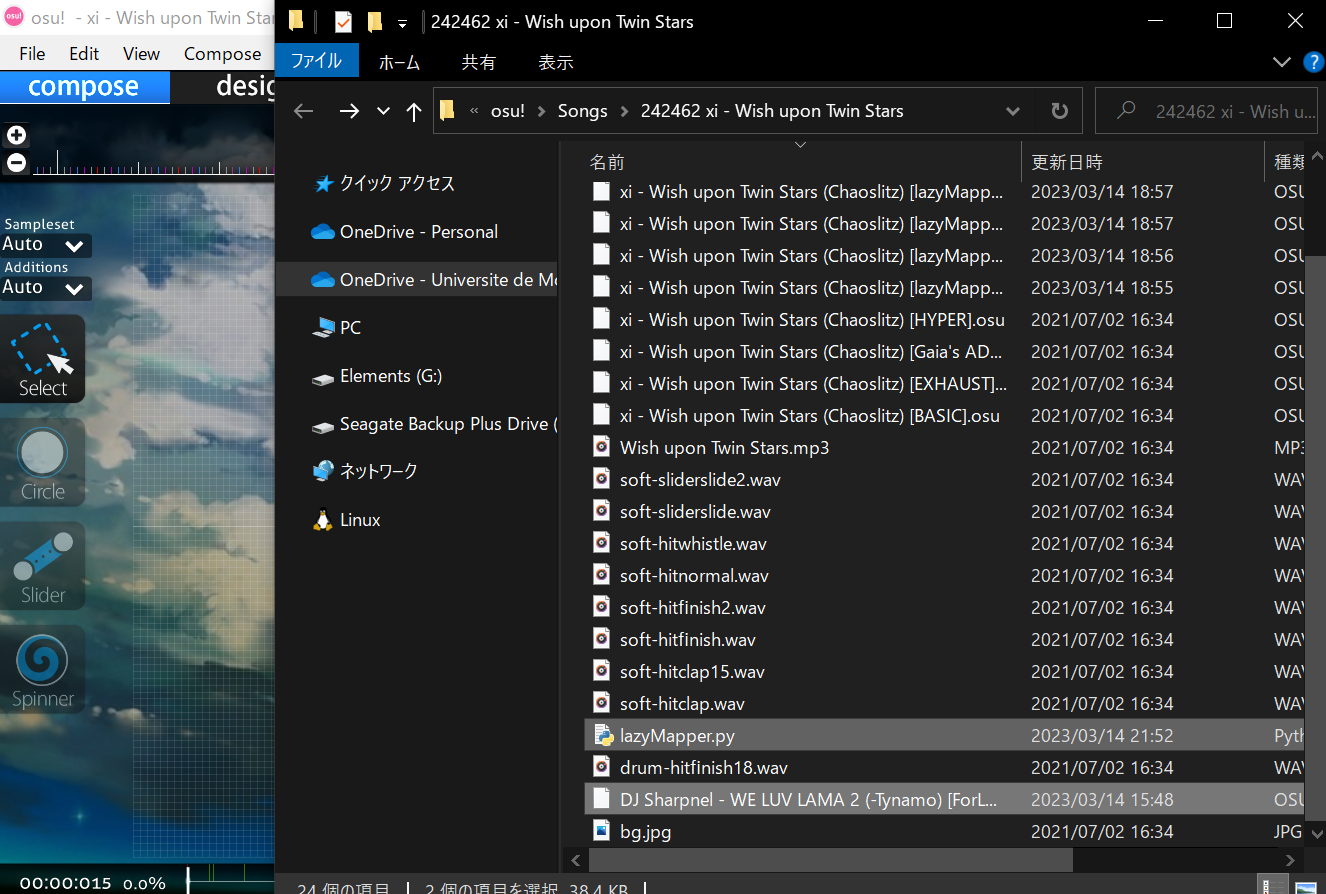 osu! - xi - Wish upon Twin Star
File Edit View Compose
compose
desig
Sampleset
Auto
Additions
Auto
Select
Circle
Slider
Spinner
00:00:015 0.0%
242462 xi - Wish upon Twin Stars
ファイル ホーム 共有 表示
« osu! Songs 242462 xi - Wish upon Twin Stars
242462 xi - Wish u...
クイック アクセス
OneDrive - Personal
OneDrive - Universite de Mo
PC
Elements (G:)
Seagate Backup Plus Drive (
ネットワーク
Linux
名前 更新日時 種類
xi - Wish upon Twin Stars (Chaoslitz) [lazyMapp... 2023/03/14 18:57 OSU
xi - Wish upon Twin Stars (Chaoslitz) [lazyMapp... 2023/03/14 18:57 OSU
xi - Wish upon Twin Stars (Chaoslitz) [lazyMapp... 2023/03/14 18:56 OSU
xi - Wish upon Twin Stars (Chaoslitz) [lazyMapp... 2023/03/14 18:55 OSU
xi - Wish upon Twin Stars (Chaoslitz) [HYPER].osu 2021/07/02 16:34 OSU
xi - Wish upon Twin Stars (Chaoslitz) [Gaia's AD... 2021/07/02 16:34 OSU
xi - Wish upon Twin Stars (Chaoslitz) [EXHAUST]... 2021/07/02 16:34 OSU
xi - Wish upon Twin Stars (Chaoslitz) [BASIC].osu 2021/07/02 16:34 OSU
Wish upon Twin Stars.mp3 2021/07/02 16:34 MP3
soft-sliderslide2.wav 2021/07/02 16:34 WAV
soft-sliderslide.wav 2021/07/02 16:34 WAV
soft-hitwhistle.wav 2021/07/02 16:34 WAV
soft-hitnormal.wav 2021/07/02 16:34 WAV
soft-hitfinish2.wav 2021/07/02 16:34 WAV
soft-hitfinish.wav 2021/07/02 16:34 WAV
soft-hitclap15.wav 2021/07/02 16:34 WAV
soft-hitclap.wav 2021/07/02 16:34 WAV
lazyMapper.py 2023/03/14 21:52 Pyth
drum-hitfinish18.wav 2021/07/02 16:34 WAV
DJ Sharpnel - WE LUV LAMA 2 (-Tynamo) [ForL... 2023/03/14 15:48 OSU
bg.jpg 2021/07/02 16:34 JPG
24 個の項目 2 個の項目を選択 38.4 KB